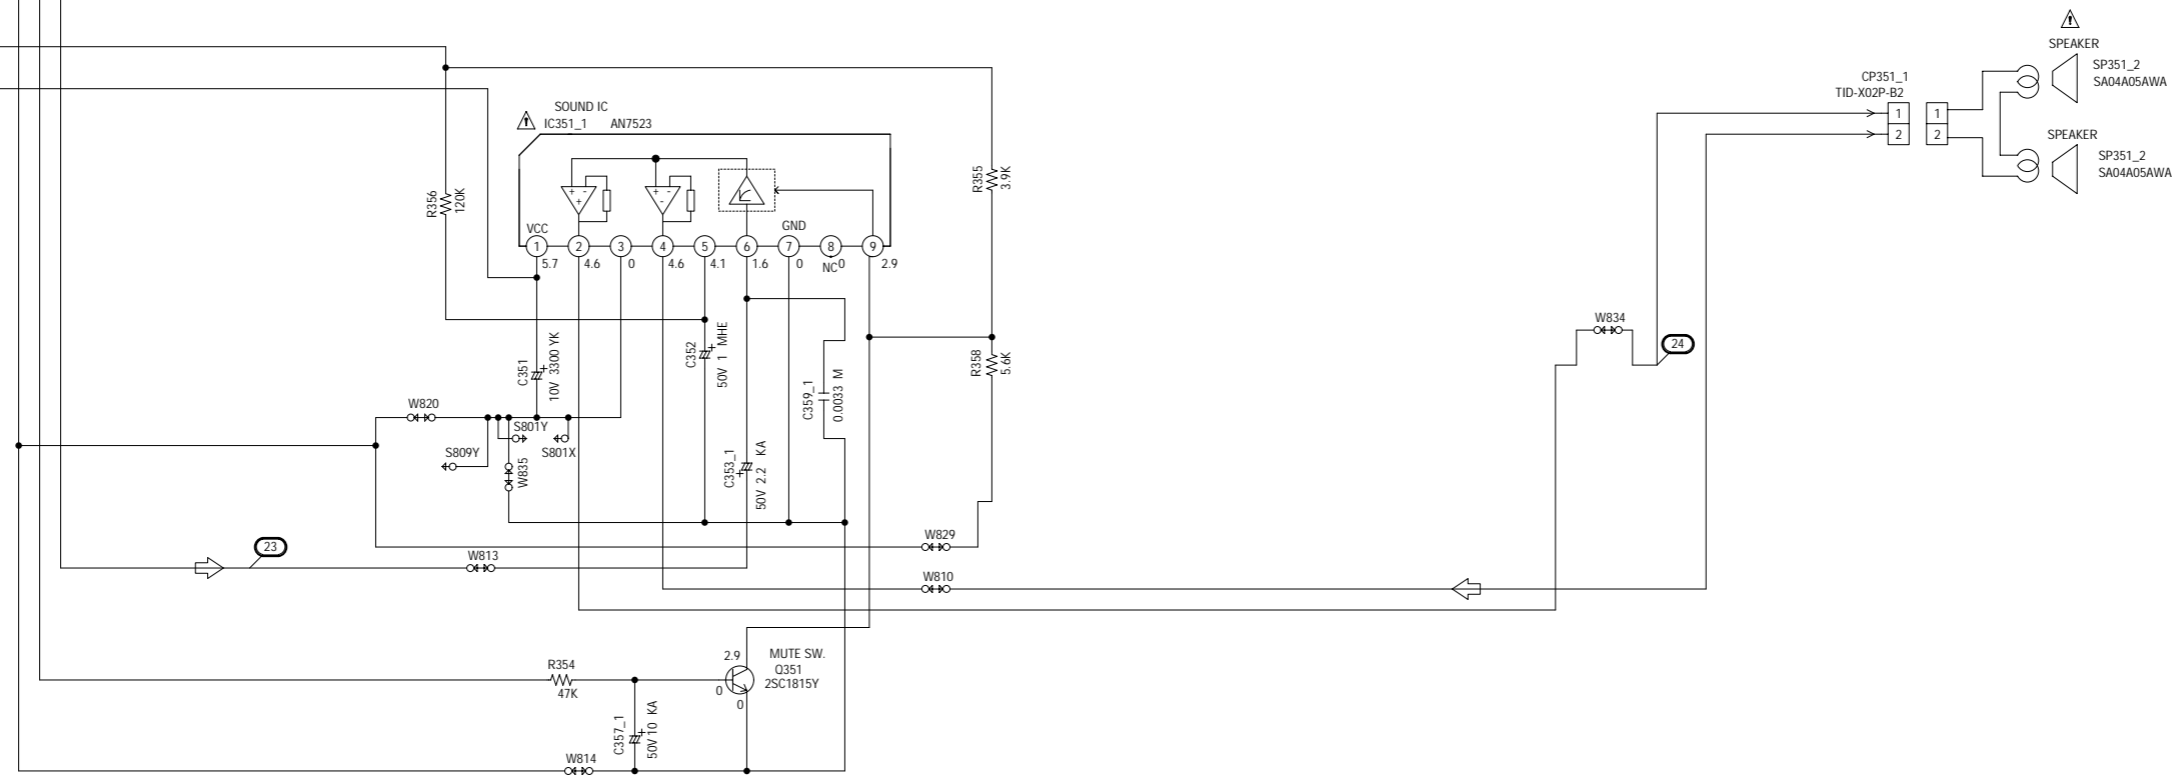 SPEAKER
SP351_2
SA04A05AWA
CP351_1
TID-X02P-B2
1
1
2
2
SPEAKER
SP351_2
SA04A05AWA
SOUND IC
IC351_1 AN7523
+ -
+
+ -
-
VCC
GND
1
2
3
4
5
6
7
8
9
5.7
4.6
0
4.6
4.1
1.6
0
NC
0
2.9
R356
120K
R355
3.9K
R358
5.6K
C351
10V 3300 YK
C352
50V 1 MHE
C359_1
0.0033 M
C353_1
50V 2.2 KA
W820
S801Y
S809Y
S801X
W835
W834
24
23
W813
W829
W810
R354
47K
2.9
0
0
MUTE SW.
Q351
2SC1815Y
C357_1
50V 10 KA
W814